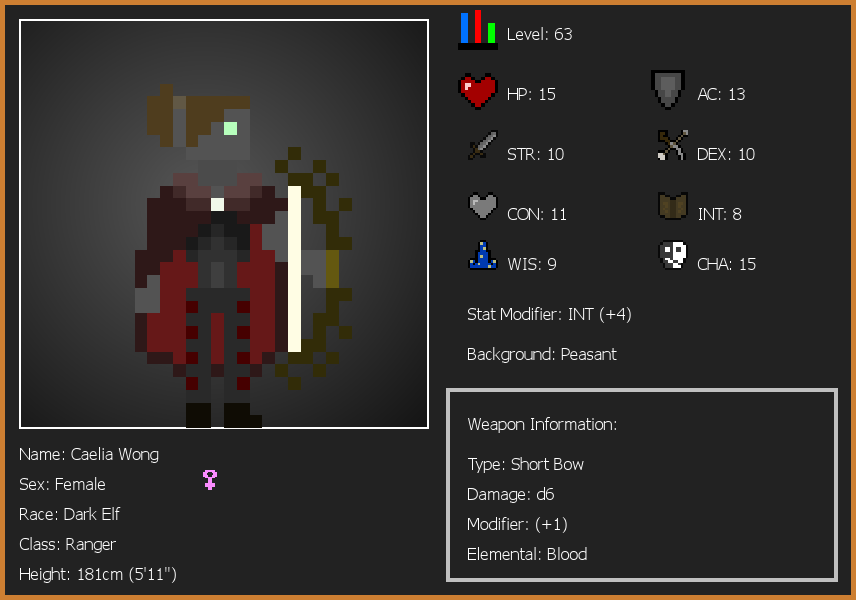 Level: 63
HP: 15
AC: 13
STR: 10
DEX: 10
CON: 11
INT: 8
WIS: 9
CHA: 15
Stat Modifier: INT (+4)
Background: Peasant
Weapon Information:
Type: Short Bow
Damage: d6
Modifier: (+1)
Elemental: Blood
Name: Caelia Wong
Sex: Female
Race: Dark Elf
Class: Ranger
Height: 181cm (5'11")